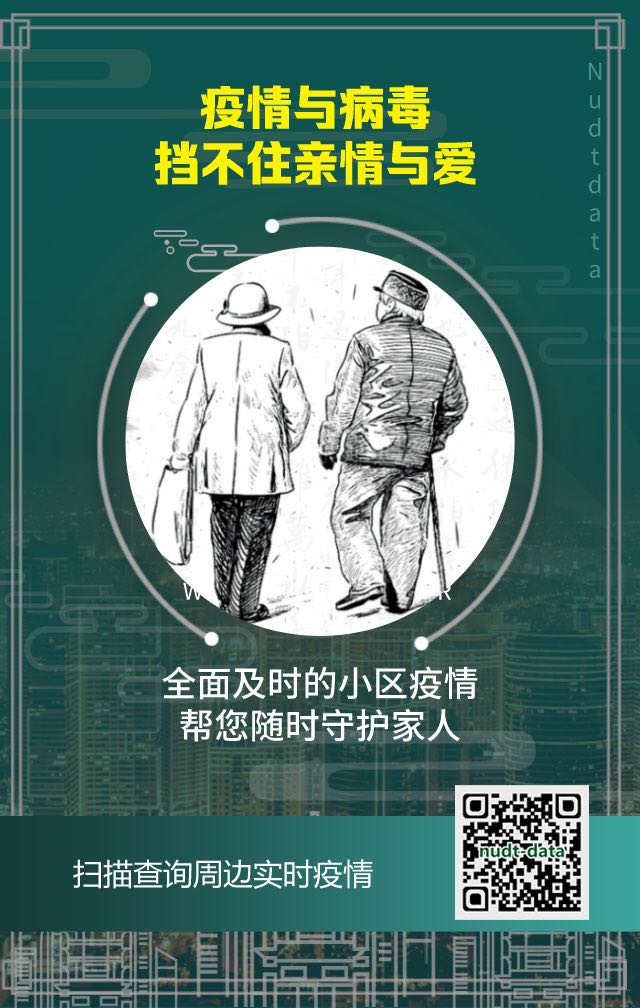 疫情与病毒
挡不住亲情与爱
Nudtdata
全面及时的小区疫情
帮您随时守护家人
扫描查询周边实时疫情
nudt-data